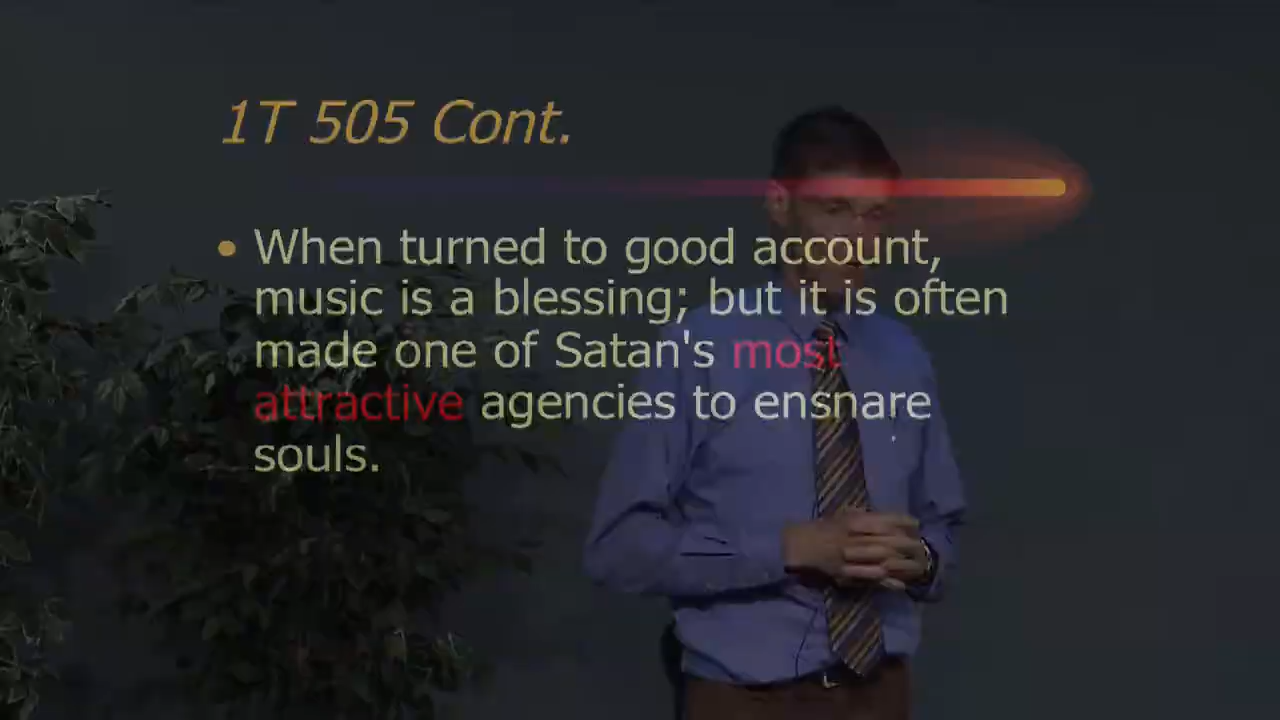 1T 505 Cont.
When turned to good account,
music is a blessing; but it is often
made one of Satan's most
attractive agencies to ensnare
souls.